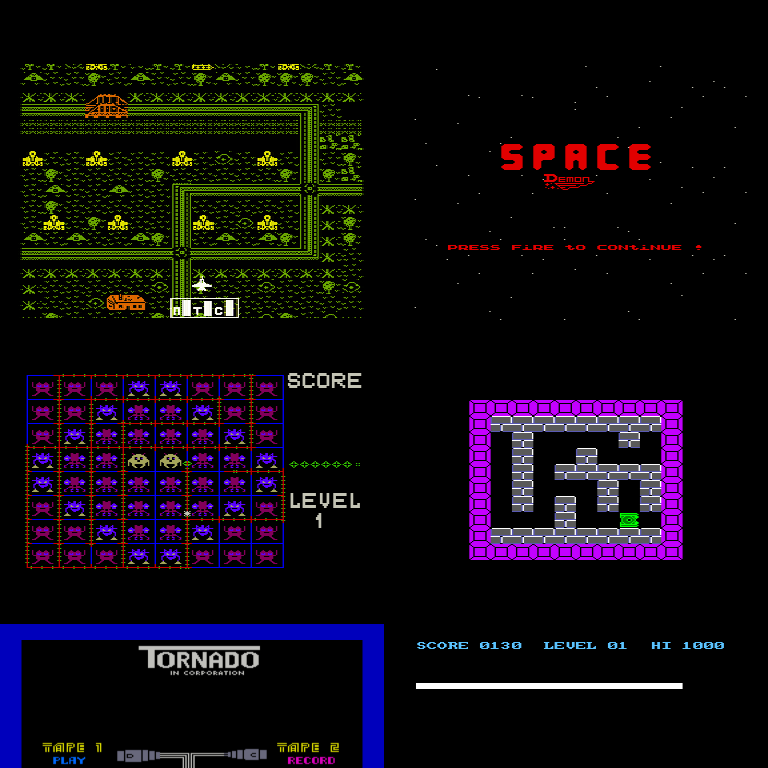 SPACE
DEMON
PRESS FIRE to CONTINUE
ATC
SCORE
LEVEL
1
TORNADO
IN CORPORATION
TAPE 1 TAPE 2
PLAY RECORD
SCORE 0130 LEVEL 01 HI 1000